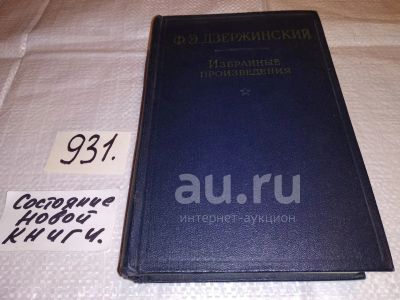 Ф. Э. ДЗЕРЖИНСКИЙ
ИЗБРАННЫЕ
ПРОИЗВЕДЕНИЯ
931.
Состояние
новой
книги.
au.ru
интернет-аукцион